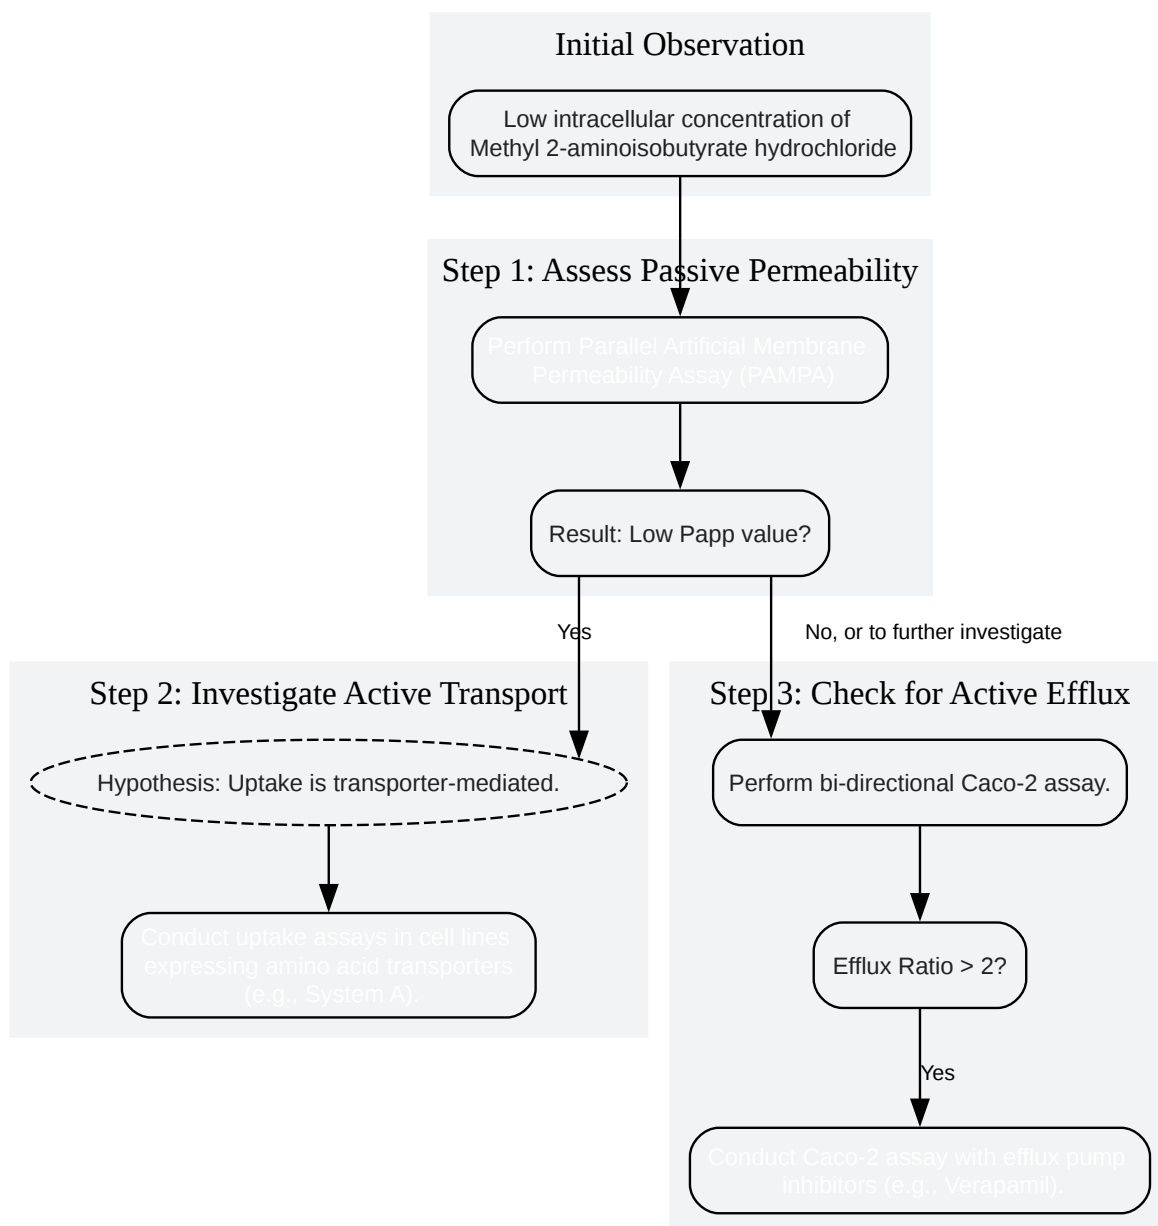 Initial Observation
Low intracellular concentration of
Methyl 2-aminoisobutyrate hydrochloride
Step 1: Assess Passive Permeability
Perform Parallel Artificial Membrane
Permeability Assay (PAMPA)
Result: Low Papp value?
Yes
No, or to further investigate
Step 2: Investigate Active Transport
Hypothesis: Uptake is transporter-mediated.
Conduct uptake assays in cell lines
expressing amino acid transporters
(e.g., System A).
Step 3: Check for Active Efflux
Perform bi-directional Caco-2 assay.
Efflux Ratio > 2?
Yes
Conduct Caco-2 assay with efflux pump
inhibitors (e.g., Verapamil).